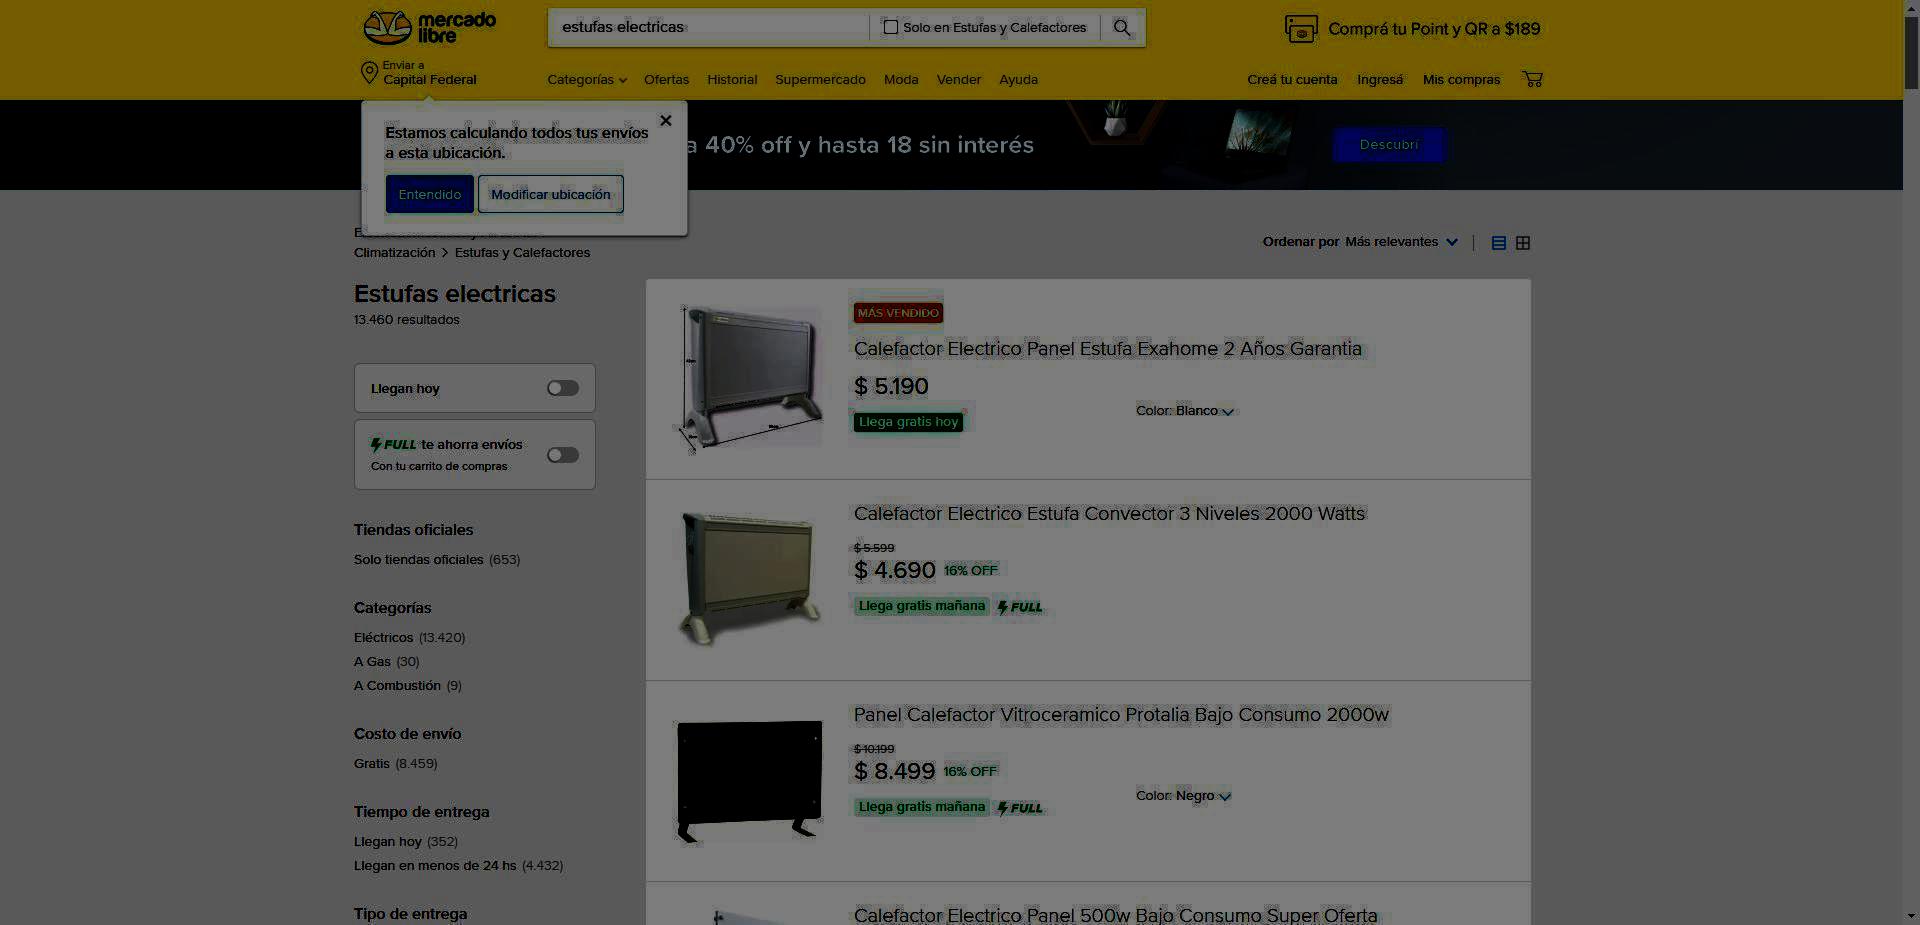 mercado
libre
estufas electricas
Solo en Estufas y Calefactores
Comprá tu Point y QR a $189
Enviar a
Capital Federal
Categorías
Ofertas
Historial
Supermercado
Moda
Vender
Ayuda
Creá tu cuenta
Ingresá
Mis compras
Estamos calculando todos tus envíos
a esta ubicación.
Entendido
Modificar ubicación
a 40% off y hasta 18 sin interés
Descubrí
Climatización > Estufas y Calefactores
Ordenar por Más relevantes
Estufas electricas
13.460 resultados
Llegan hoy
FULL te ahorra envíos
Con tu carrito de compras
Tiendas oficiales
Solo tiendas oficiales (653)
Categorías
Eléctricos (13.420)
A Gas (30)
A Combustión (9)
Costo de envío
Gratis (8.459)
Tiempo de entrega
Llegan hoy (352)
Llegan en menos de 24 hs (4.432)
Tipo de entrega
MÁS VENDIDO
Calefactor Electrico Panel Estufa Exahome 2 Años Garantia
$ 5.190
Llega gratis hoy
Color: Blanco
Calefactor Electrico Estufa Convector 3 Niveles 2000 Watts
$ 5.599
$ 4.690 16% OFF
Llega gratis mañana FULL
Panel Calefactor Vitroceramico Protalia Bajo Consumo 2000w
$ 10.199
$ 8.499 16% OFF
Llega gratis mañana FULL
Color: Negro
Calefactor Electrico Panel 500w Bajo Consumo Super Oferta